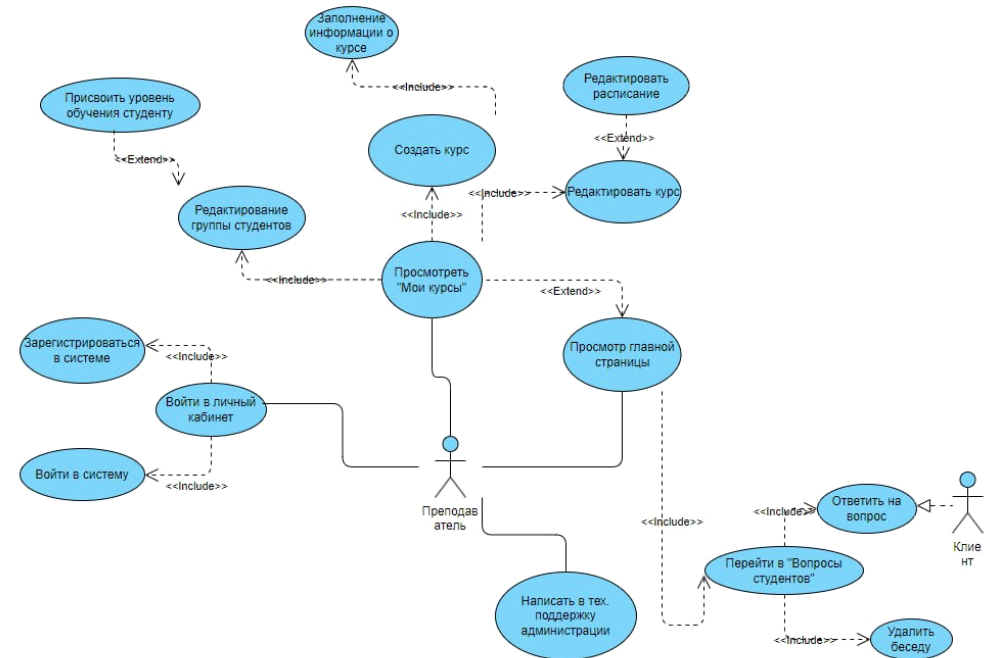 Заполнение
информации о
курсе
<<Include>>
Редактировать
расписание
Присвоить уровень
обучения студенту
<<Extend>>
Создать курс
<<Extend>>
<<Include>>
Редактировать курс
Редактирование
группы студентов
<<Include>>
Просмотреть
"Мои курсы"
<<Include>>
<<Extend>>
Зарегистрироваться
в системе
<<Include>>
Просмотр главной
страницы
Войти в личный
кабинет
Войти в систему
<<Include>>
Преподав
атель
<<Include>>
<<Include>>
Ответить на
вопрос
Клие
нт
Перейти в "Вопросы
студентов"
Написать в тех.
поддержку
администрации
<<Include>>
Удалить
беседу